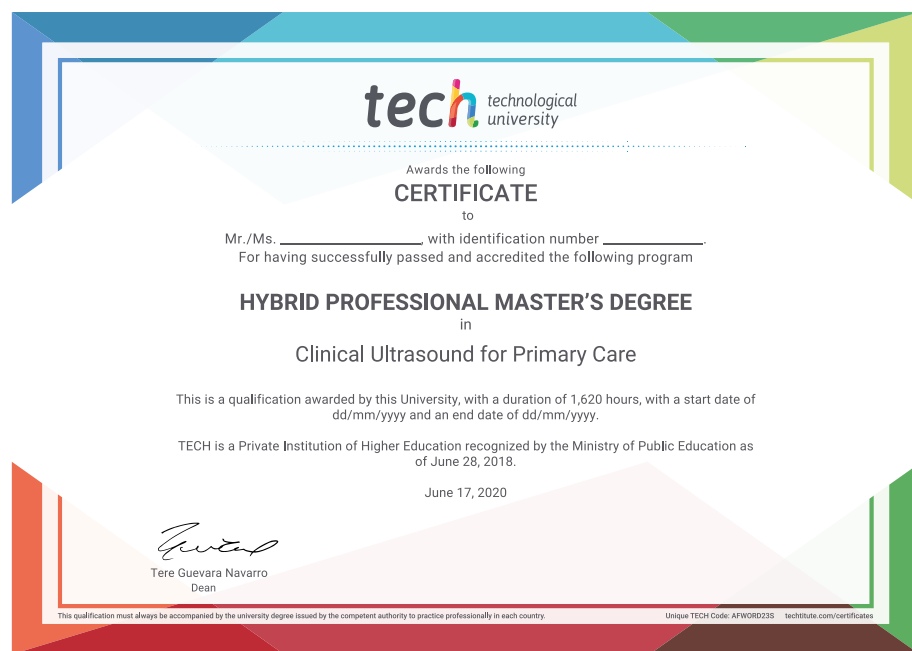 tech technological
university
Awards the following
CERTIFICATE
to
Mr./Ms. ____________________, with identification number __________________.
For having successfully passed and accredited the following program
HYBRID PROFESSIONAL MASTER’S DEGREE
in
Clinical Ultrasound for Primary Care
This is a qualification awarded by this University, with a duration of 1,620 hours, with a start date of
dd/mm/yyyy and an end date of dd/mm/yyyy.
TECH is a Private Institution of Higher Education recognized by the Ministry of Public Education as
of June 28, 2018.
June 17, 2020
Tere Guevara Navarro
Dean
This qualification must always be accompanied by the university degree issued by the competent authority to practice professionally in each country.
Unique TECH Code: AFWORD23S techtitute.com/certificates